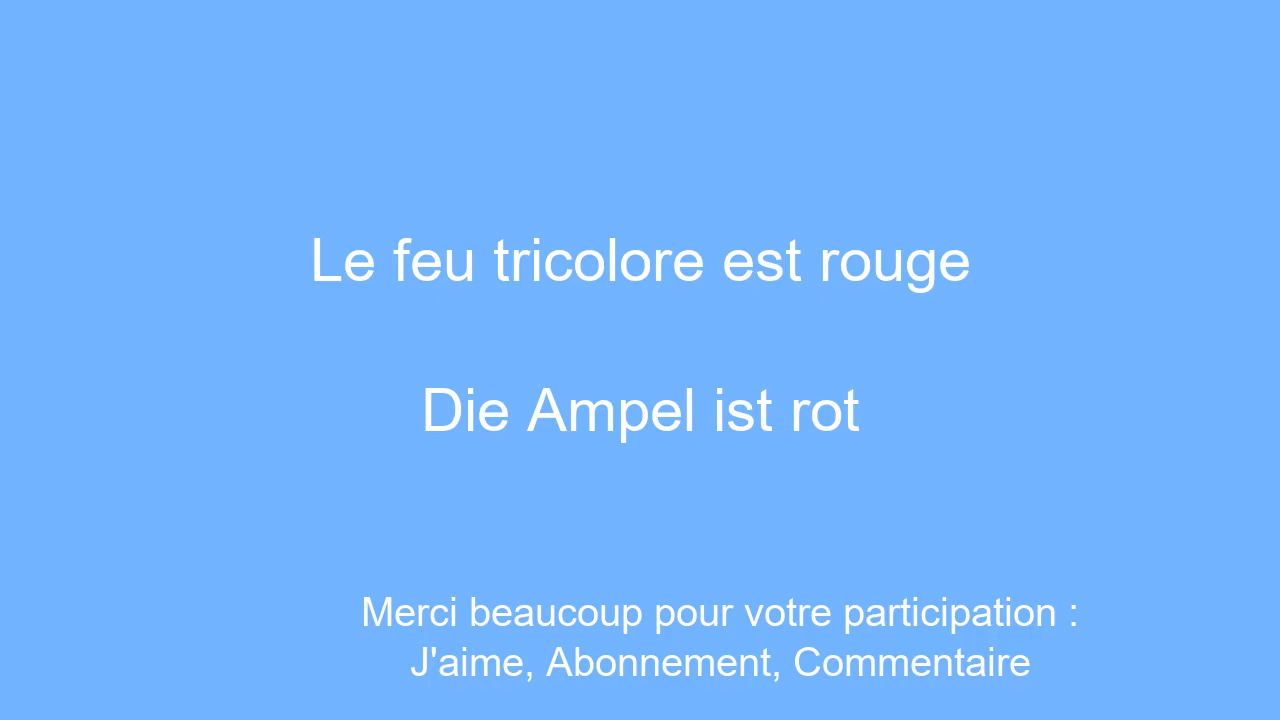 Le feu tricolore est rouge
Die Ampel ist rot
Merci beaucoup pour votre participation :
J'aime, Abonnement, Commentaire